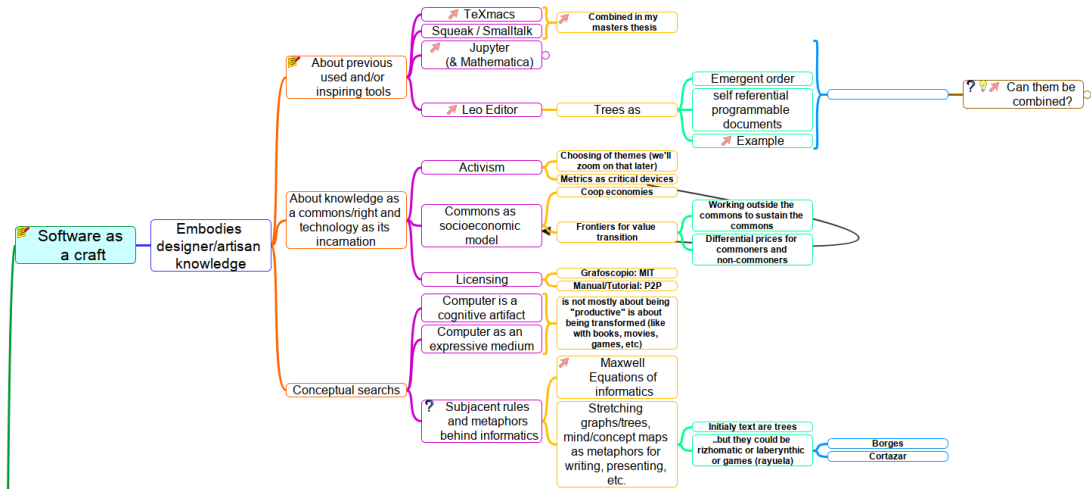 Software as
a craft
Embodies
designer/artisan
knowledge
About previous
used and/or
inspiring tools
TeXmacs
Squeak / Smalltalk
Combined in my
masters thesis
Jupyter
(& Mathematica)
Leo Editor
Trees as
Emergent order
self referential
programmable
documents
Example
Can them be
combined?
About knowledge as
a commons/right and
technology as its
incarnation
Activism
Choosing of themes (we'll
zoom on that later)
Metrics as critical devices
Commons as
socioeconomic
model
Coop economies
Frontiers for value
transition
Working outside the
commons to sustain the
commons
Differential prices for
commoners and
non-commoners
Licensing
Grafoscopio: MIT
Manual/Tutorial: P2P
Conceptual searchs
Computer is a
cognitive artifact
Computer as an
expressive medium
is not mostly about being
"productive" is about
being transformed (like
with books, movies,
games, etc)
Subjacent rules
and metaphors
behind informatics
Maxwell
Equations of
informatics
Stretching
graphs/trees,
mind/concept maps
as metaphors for
writing, presenting,
etc.
Initialy text are trees
..but they could be
rizhomatic or laberynthic
or games (rayuela)
Borges
Cortazar